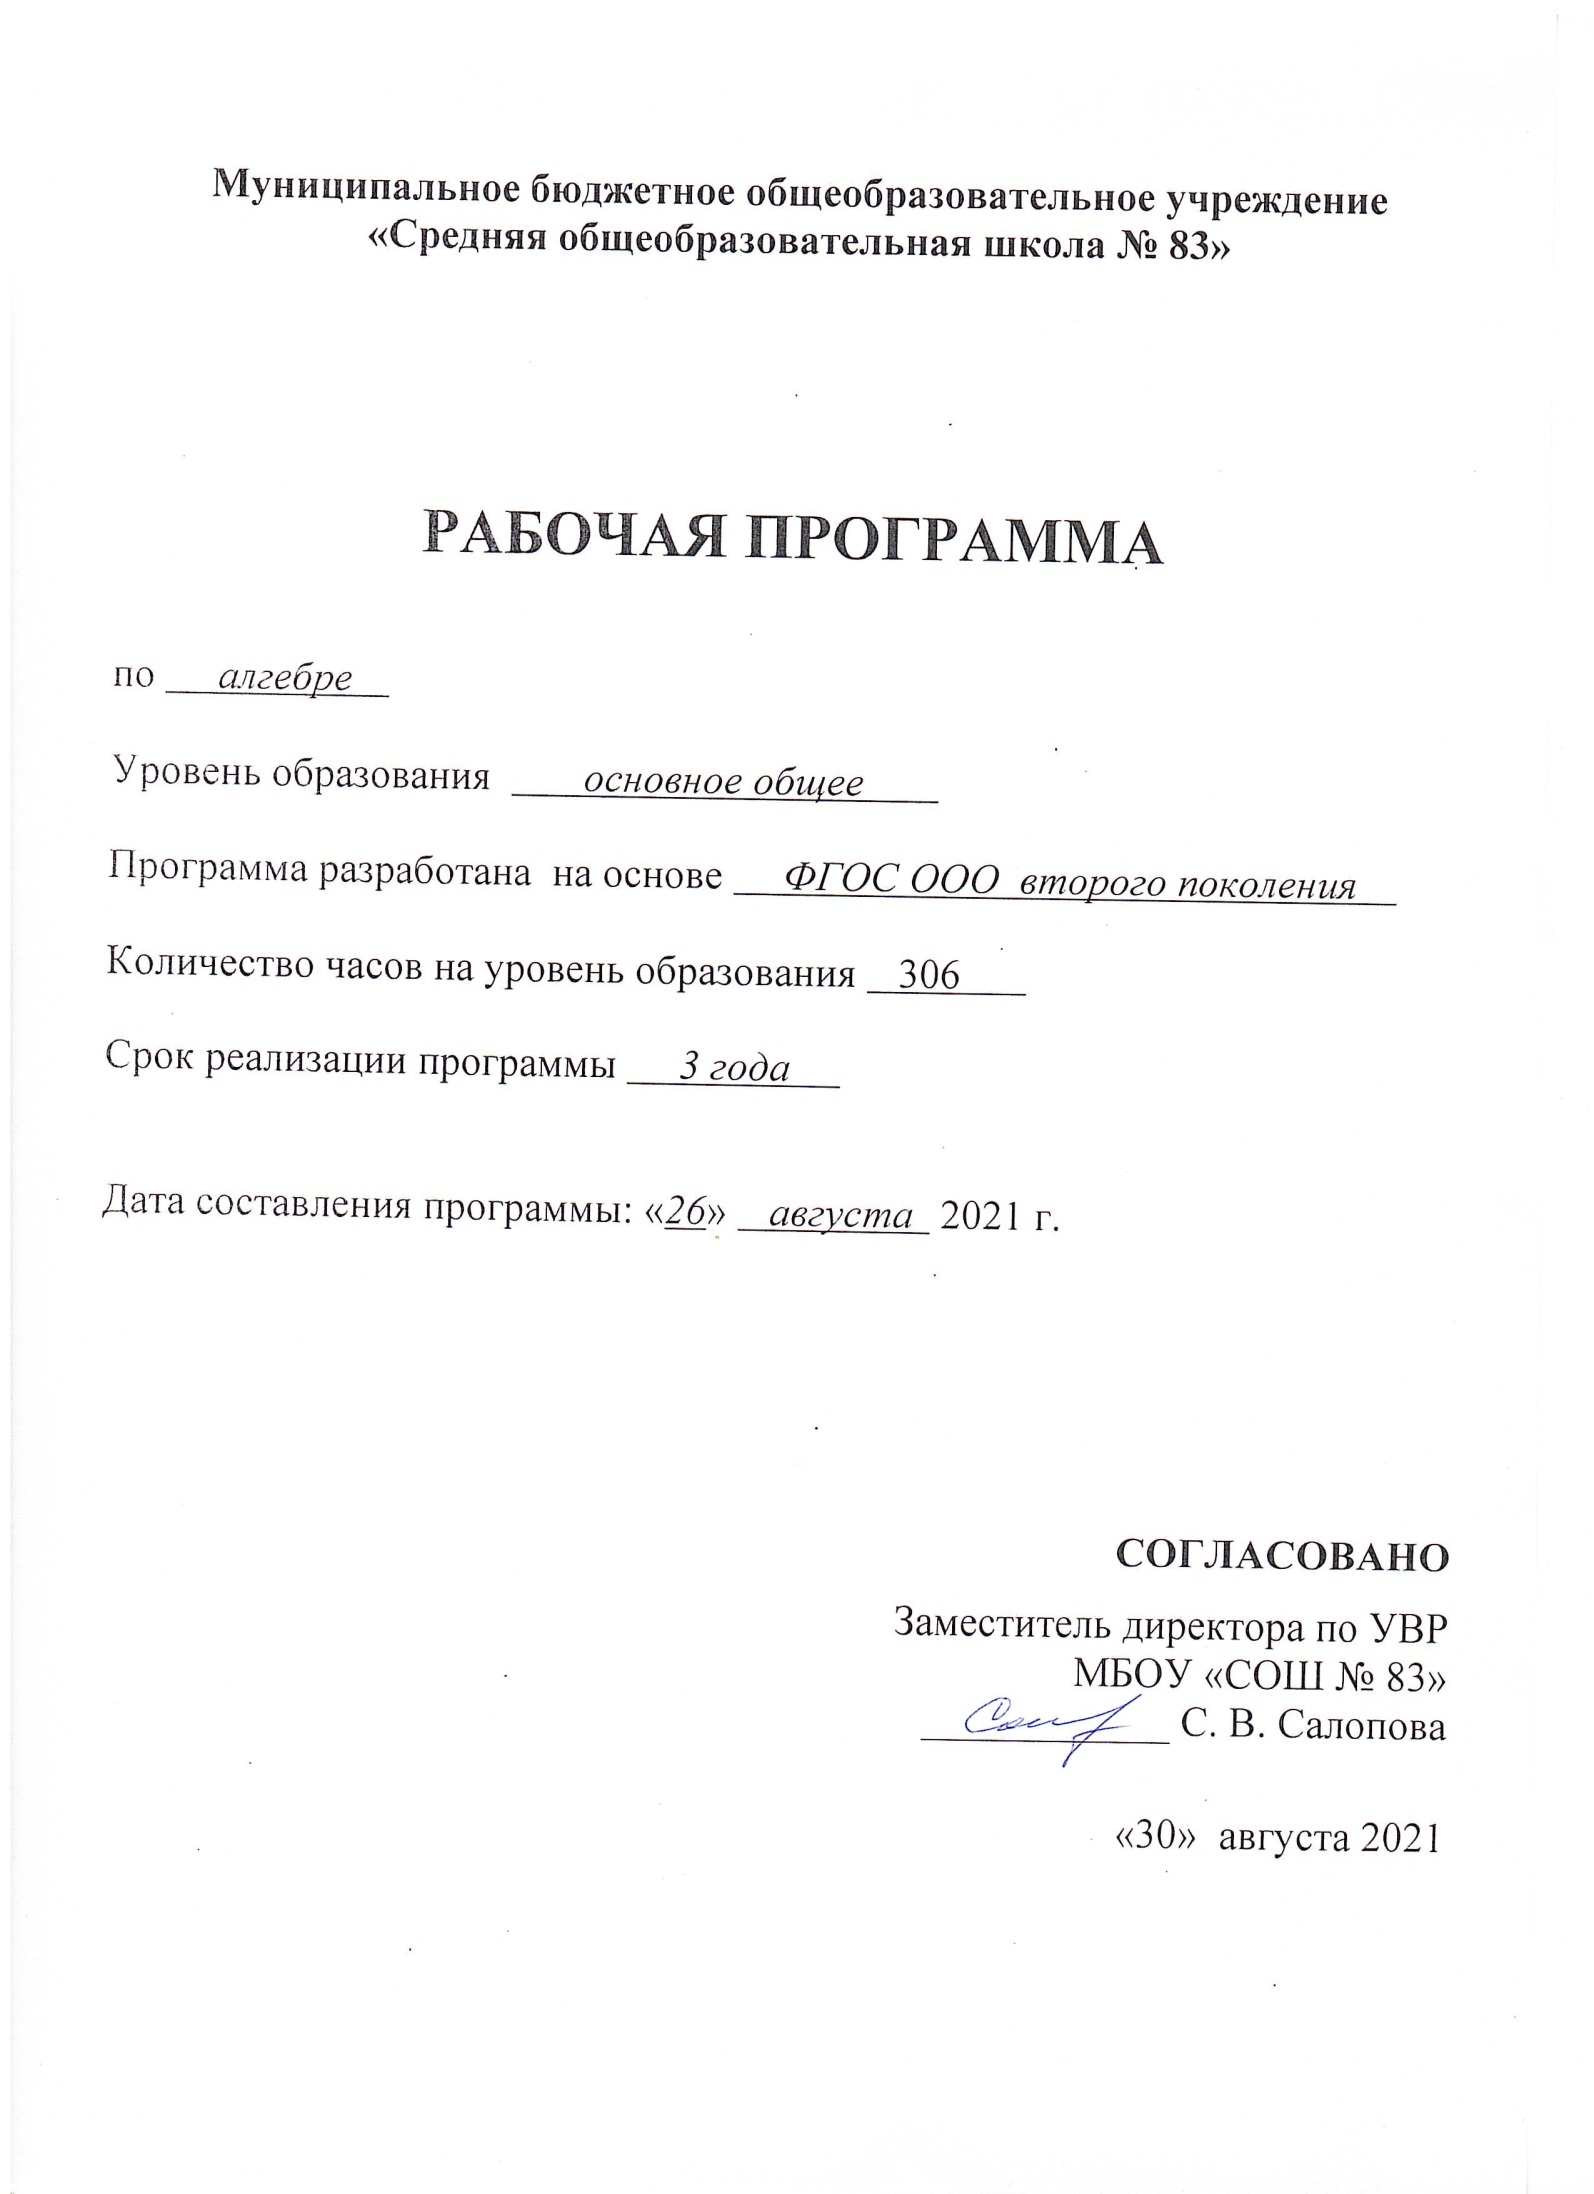 Муниципальное бюджетное общеобразовательное учреждение
«Средняя общеобразовательная школа № 83»
РАБОЧАЯ ПРОГРАММА
по алгебре
Уровень образования основное общее
Программа разработана на основе ФГОС ООО второго поколения
Количество часов на уровень образования 306
Срок реализации программы 3 года
Дата составления программы: «26» августа 2021 г.
СОГЛАСОВАНО
Заместитель директора по УВР
МБОУ «СОШ № 83»
С. В. Салопова
«30» августа 2021